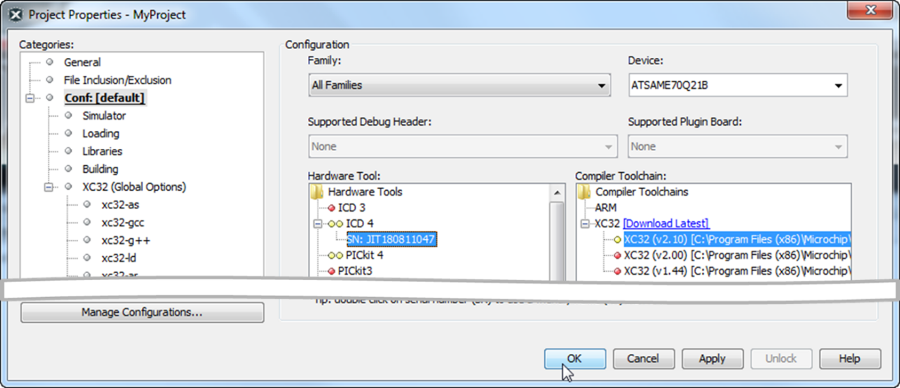 Project Properties - MyProject
Categories:
General
File Inclusion/Exclusion
Conf: [default]
Simulator
Loading
Libraries
Building
XC32 (Global Options)
xc32-as
xc32-gcc
xc32-g++
xc32-ld
Manage Configurations...
Configuration
Family:
All Families
Device:
ATSAME70Q21B
Supported Debug Header:
None
Supported Plugin Board:
None
Hardware Tool:
Hardware Tools
ICD 3
ICD 4
SN: JIT180811047
PICkit 4
PICkit3
Compiler Toolchain:
Compiler Toolchains
ARM
XC32 [Download Latest]
XC32 (v2.10) [C:\Program Files (x86)\Microchip\
XC32 (v2.00) [C:\Program Files (x86)\Microchip\
XC32 (v1.44) [C:\Program Files (x86)\Microchip\
OK
Cancel
Apply
Unlock
Help